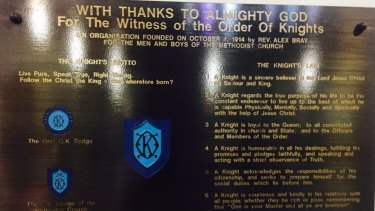 WITH THANKS TO ALMIGHTY GOD
For The Witness of the Order Of Knights
AN ORGANISATION FOUNDED ON OCTOBER 4, 1914 by REV. ALEX BRAY
FOR THE MEN AND BOYS OF THE METHODIST CHURCH
THE KNIGHT'S MOTTO
Live Pure, Speak True, Right
Follow the Christ the King wherefore born?
The First O.K. Badge
Badge of the
Church
THE KNIGHT'S
1 A Knight is a sincere believer in the Lord Jesus Christ
as Saviour and King.
2 A Knight regards the true purpose of his life to be the
constant endeavour to live up to the best of which he
is capable Physically, Mentally, Socially and Spiritually
with the help of Jesus Christ.
3 A Knight is loyal to the Queen; to all constituted
authority in church and State; and to the Officers
and Members of the Order.
4 A Knight is honourable in all his dealings, fulfilling his
promises and pledges faithfully, and speaking and
acting with a strict observance of Truth.
5 A Knight acknowledges the responsibilities of his
citizenship, and seeks to prepare himself for the
social duties which lie before him.
6 A Knight is courteous and kindly in his relations with
all people, whether they be rich or poor, remembering
that "One is your Master and all ye are brethren".